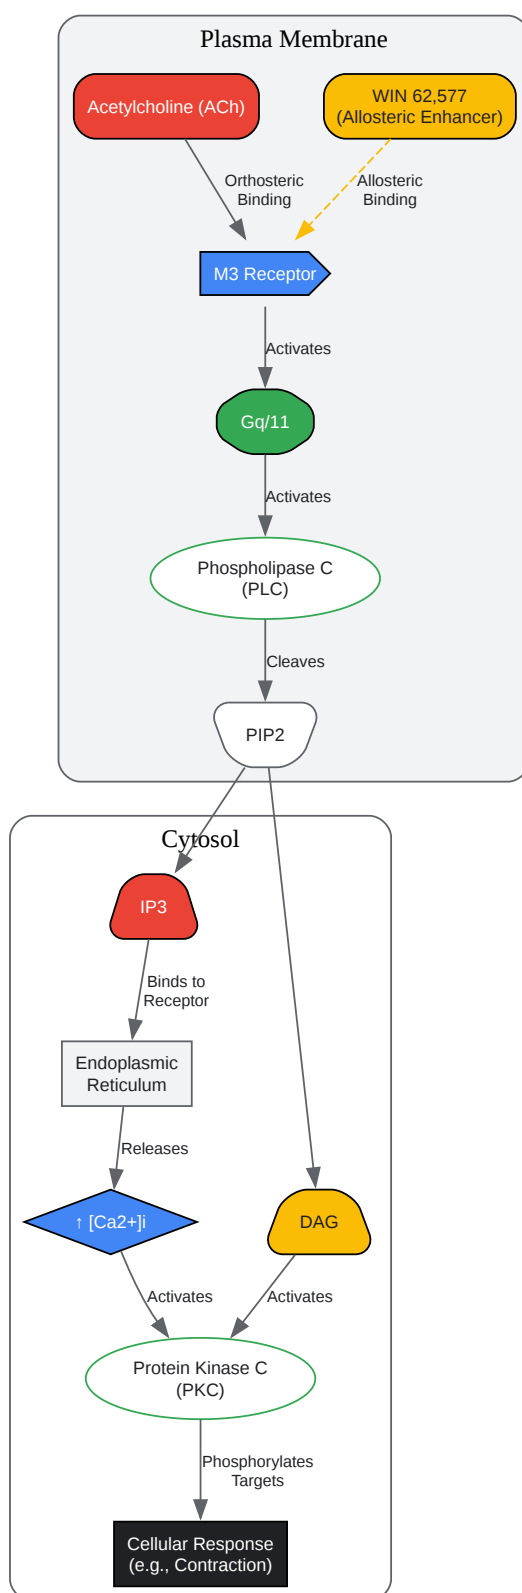 Plasma Membrane
Acetylcholine (ACh)
WIN 62,577
(Allosteric Enhancer)
Orthosteric
Binding
Allosteric
Binding
M3 Receptor
Activates
Gq/11
Activates
Phospholipase C
(PLC)
Cleaves
PIP2
Cytosol
IP3
Binds to
Receptor
Endoplasmic
Reticulum
Releases
↑ [Ca2+]i
DAG
Activates
Activates
Protein Kinase C
(PKC)
Phosphorylates
Targets
Cellular Response
(e.g., Contraction)